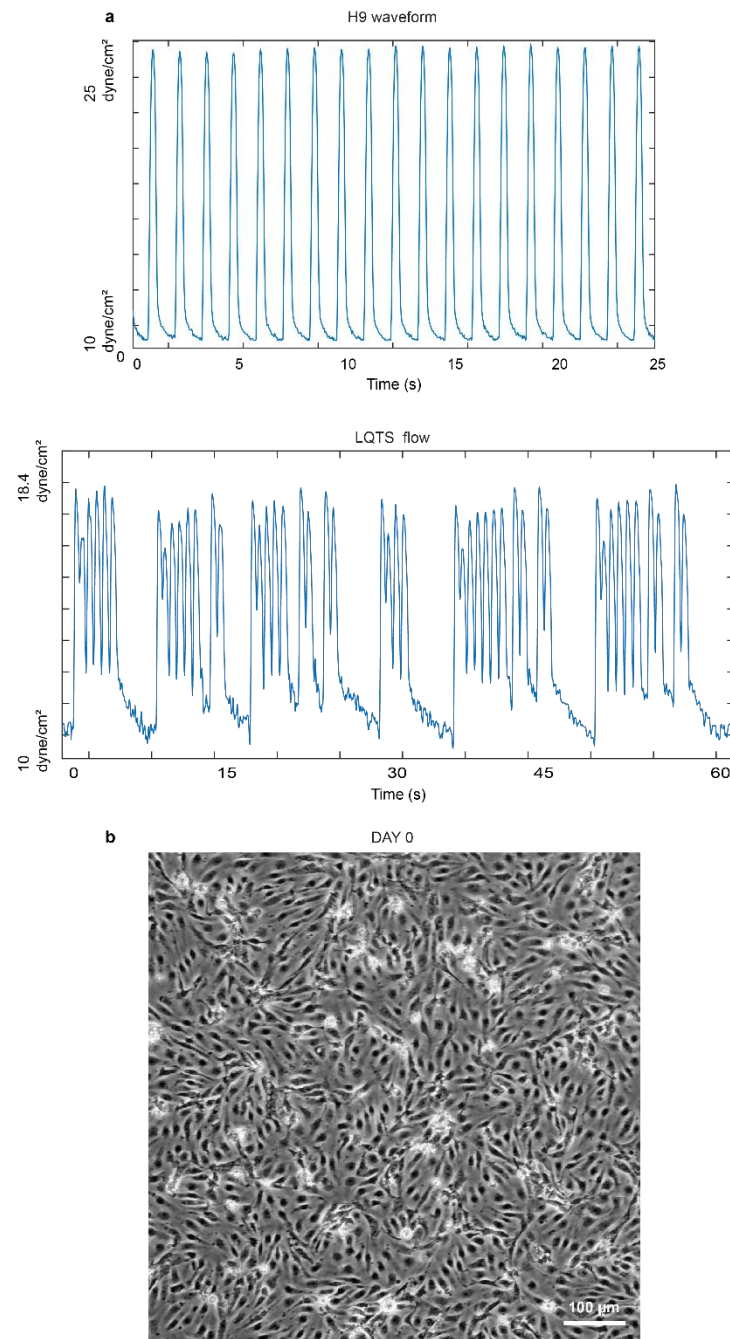 a
H9 waveform
25
dyne/cm²
10
dyne/cm²
0
0 5 10 15 20 25
Time (s)
LQTS flow
18.4
dyne/cm²
10
dyne/cm²
0 15 30 45 60
Time (s)
b
DAY 0
100 µm